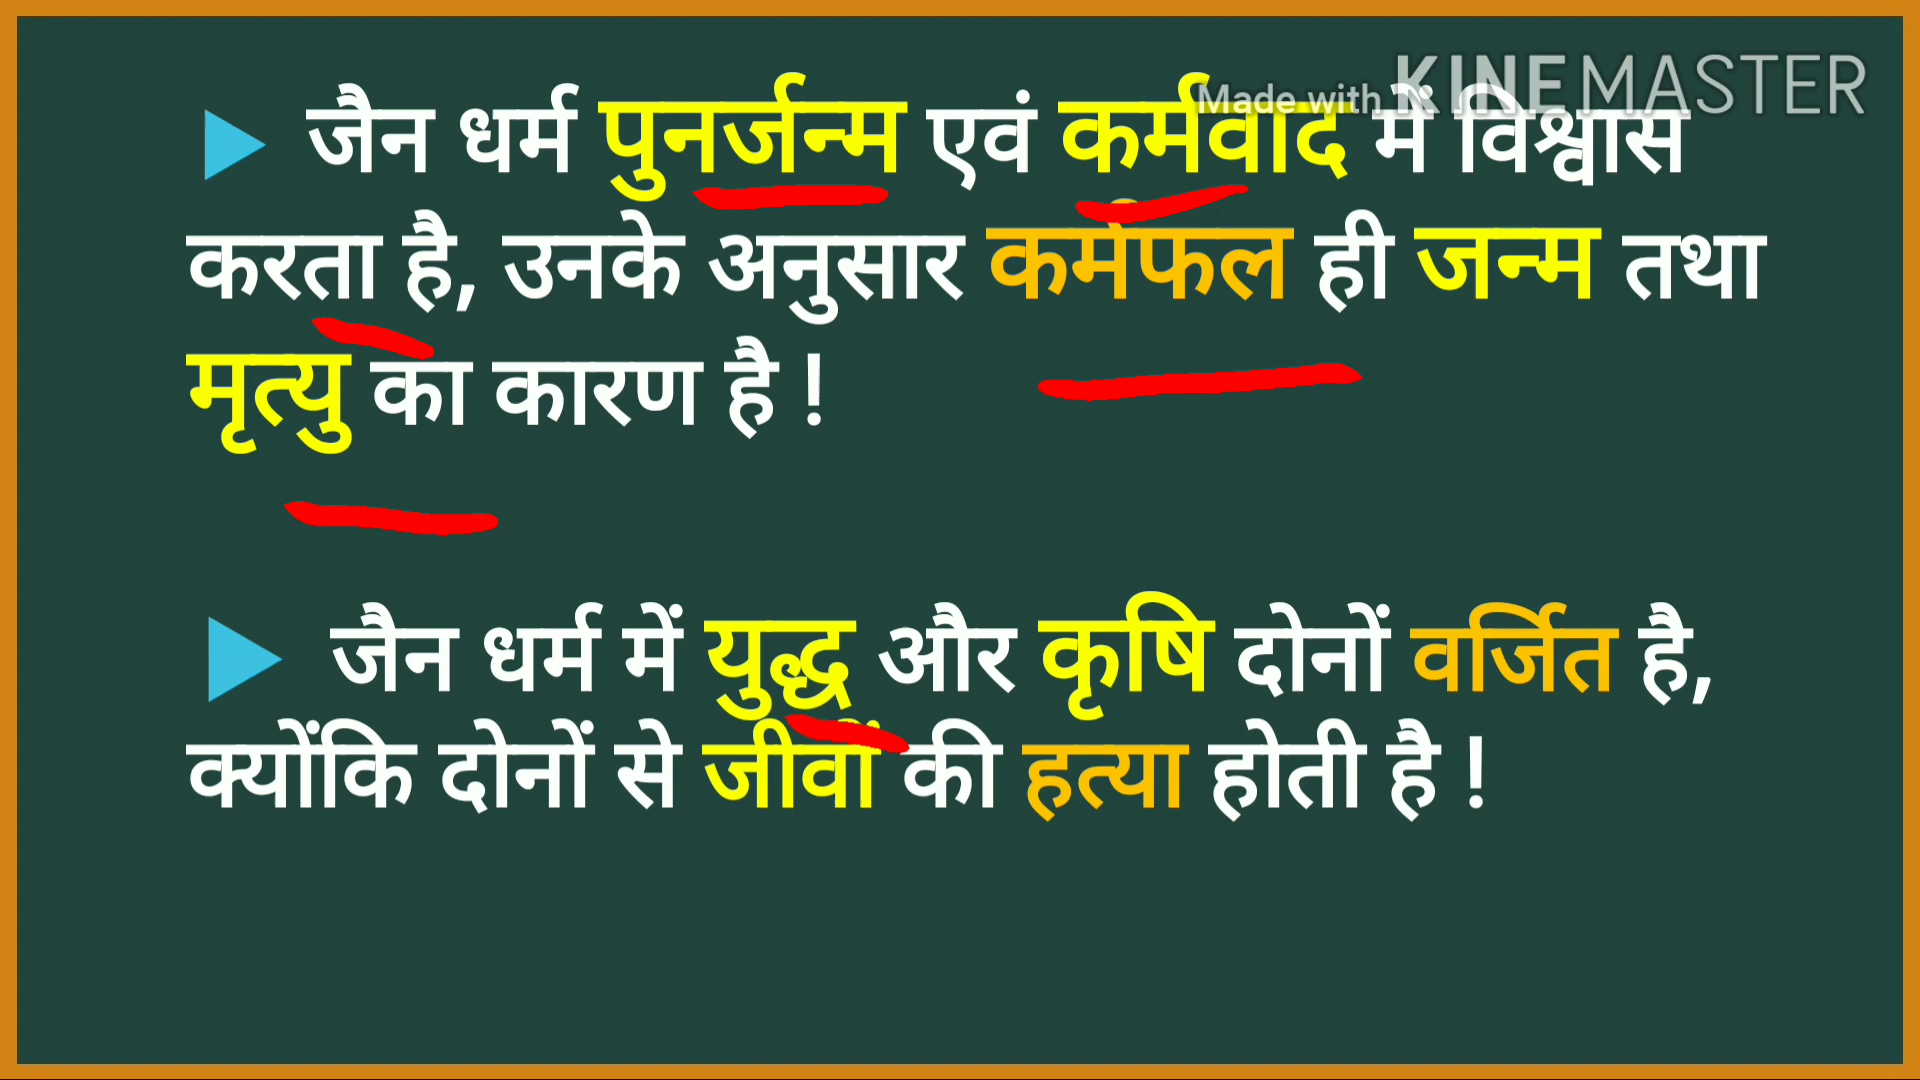 Made with KINEMASTER
जैन धर्म पुनर्जन्म एवं कर्मवाद में विश्वास
करता है, उनके अनुसार कर्मफल ही जन्म तथा
मृत्यु का कारण है !
जैन धर्म में युद्ध और कृषि दोनों वर्जित है,
क्योंकि दोनों से जीवों की हत्या होती है !